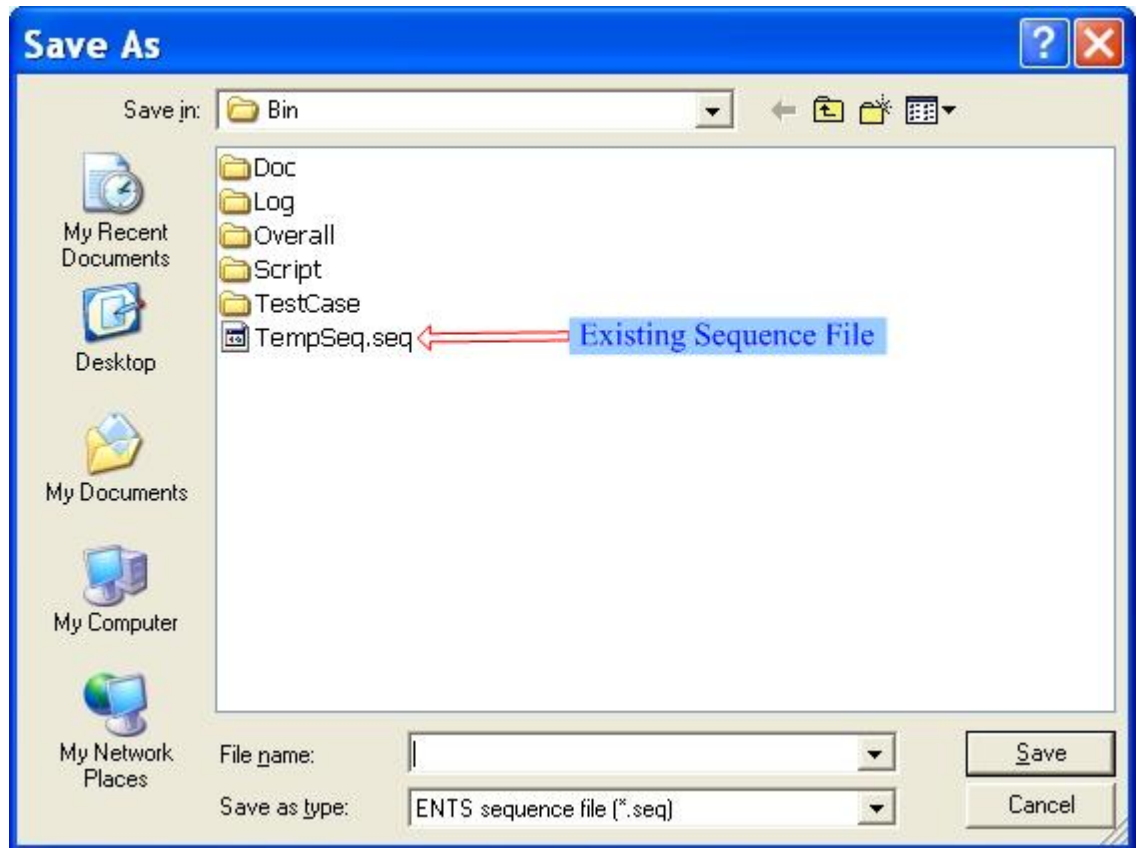 Save As
Save in: Bin
Doc
Log
Overall
Script
TestCase
TempSeq.seq Existing Sequence File
My Recent
Documents
Desktop
My Documents
My Computer
My Network
Places
File name: Save
Save as type: ENTS sequence file (*.seq) Cancel